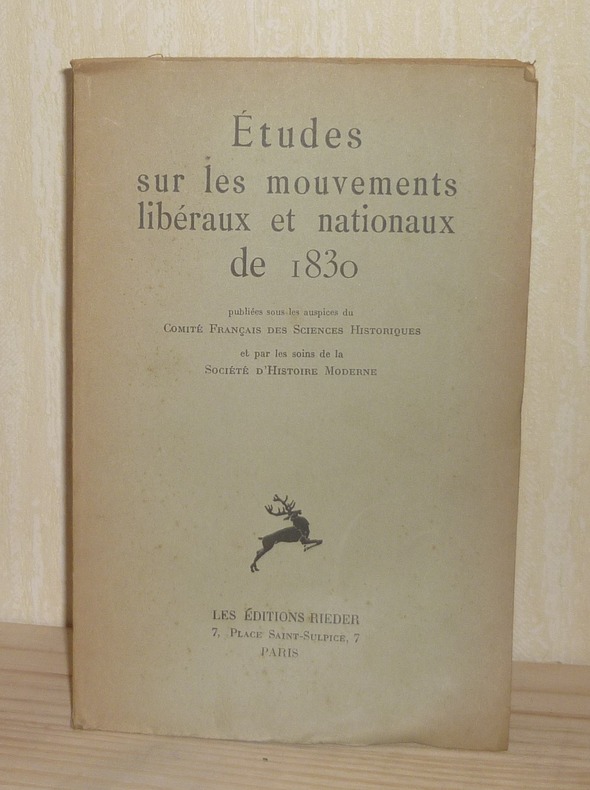 Études
sur les mouvements
libéraux et nationaux
de 1830
publiées sous les auspices du
Comité Français des Sciences Historiques
et par les soins de la
Société d'Histoire Moderne
LES ÉDITIONS RIEDER
7, Place Saint-Sulpice, 7
PARIS